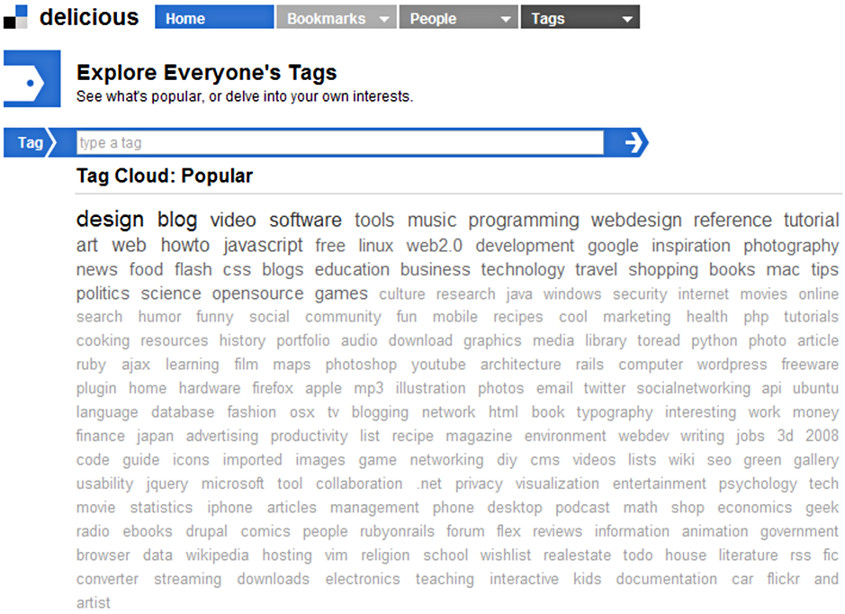 delicious Home Bookmarks People Tags
Explore Everyone's Tags
See what's popular, or delve into your own interests.
Tag type a tag
Tag Cloud: Popular
design blog video software tools music programming webdesign reference tutorial
art web howto javascript free linux web2.0 development google inspiration photography
news food flash css blogs education business technology travel shopping books mac tips
politics science opensource games culture research java windows security internet movies online
search humor funny social community fun mobile recipes cool marketing health php tutorials
cooking resources history portfolio audio download graphics media library toread python photo article
ruby ajax learning film maps photoshop youtube architecture rails computer wordpress freeware
plugin home hardware firefox apple mp3 illustration photos email twitter socialnetworking api ubuntu
language database fashion osx tv blogging network html book typography interesting work money
finance japan advertising productivity list recipe magazine environment webdev writing jobs 3d 2008
code guide icons imported images game networking diy cms videos lists wiki seo green gallery
usability jquery microsoft tool collaboration .net privacy visualization entertainment psychology tech
movie statistics iphone articles management phone desktop podcast math shop economics geek
radio ebooks drupal comics people rubyonrails forum flex reviews information animation government
browser data wikipedia hosting vim religion school wishlist realestate todo house literature rss fic
converter streaming downloads electronics teaching interactive kids documentation car flickr and
artist